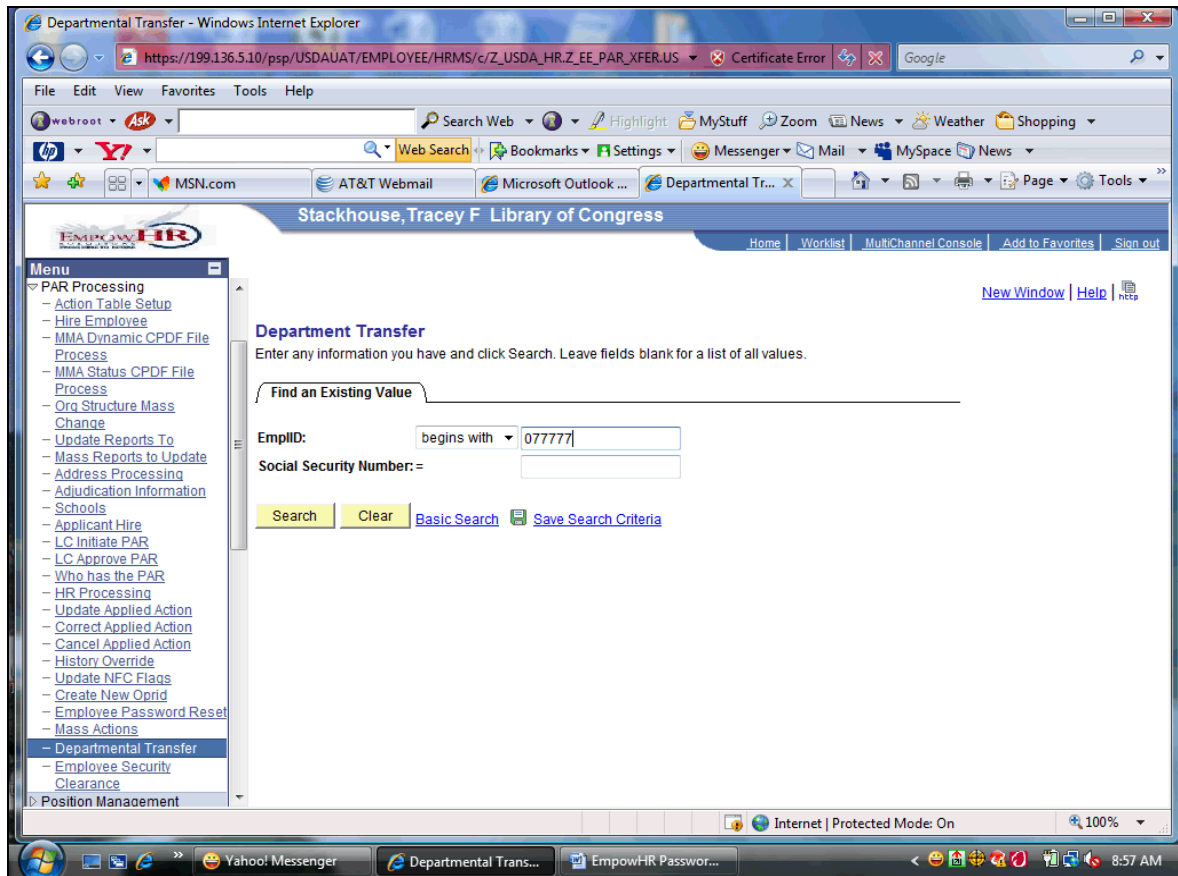 Departmental Transfer - Windows Internet Explorer
https://199.136.5.10/psp/USDAUAT/EMPLOYEE/HRMS/c/Z_USDA_HR.Z_EE_PAR_XFER.US Certificate Error Google
File Edit View Favorites Tools Help
webroot Ask Search Web Highlight MyStuff Zoom News Weather Shopping
hp Y! Web Search Bookmarks Settings Messenger Mail MySpace News
MSN.com AT&T Webmail Microsoft Outlook ... Departmental Tr... X Page Tools
Stackhouse,Tracey F Library of Congress
EMPOWHR
Home Worklist MultiChannel Console Add to Favorites Sign out
Menu
PAR Processing
– Action Table Setup
– Hire Employee
– MMA Dynamic CPDF File
Process
– MMA Status CPDF File
Process
– Org Structure Mass
Change
– Update Reports To
– Mass Reports to Update
– Address Processing
– Adjudication Information
– Schools
– Applicant Hire
– LC Initiate PAR
– LC Approve PAR
– Who has the PAR
– HR Processing
– Update Applied Action
– Correct Applied Action
– Cancel Applied Action
– History Override
– Update NFC Flags
– Create New Oprid
– Employee Password Reset
– Mass Actions
– Departmental Transfer
– Employee Security
Clearance
Position Management
New Window | Help | http
Department Transfer
Enter any information you have and click Search. Leave fields blank for a list of all values.
Find an Existing Value
EmplID: begins with 077777
Social Security Number: =
Search Clear Basic Search Save Search Criteria
Internet | Protected Mode: On 100%
Yahoo! Messenger Departmental Trans... EmpowHR Passwor... 8:57 AM